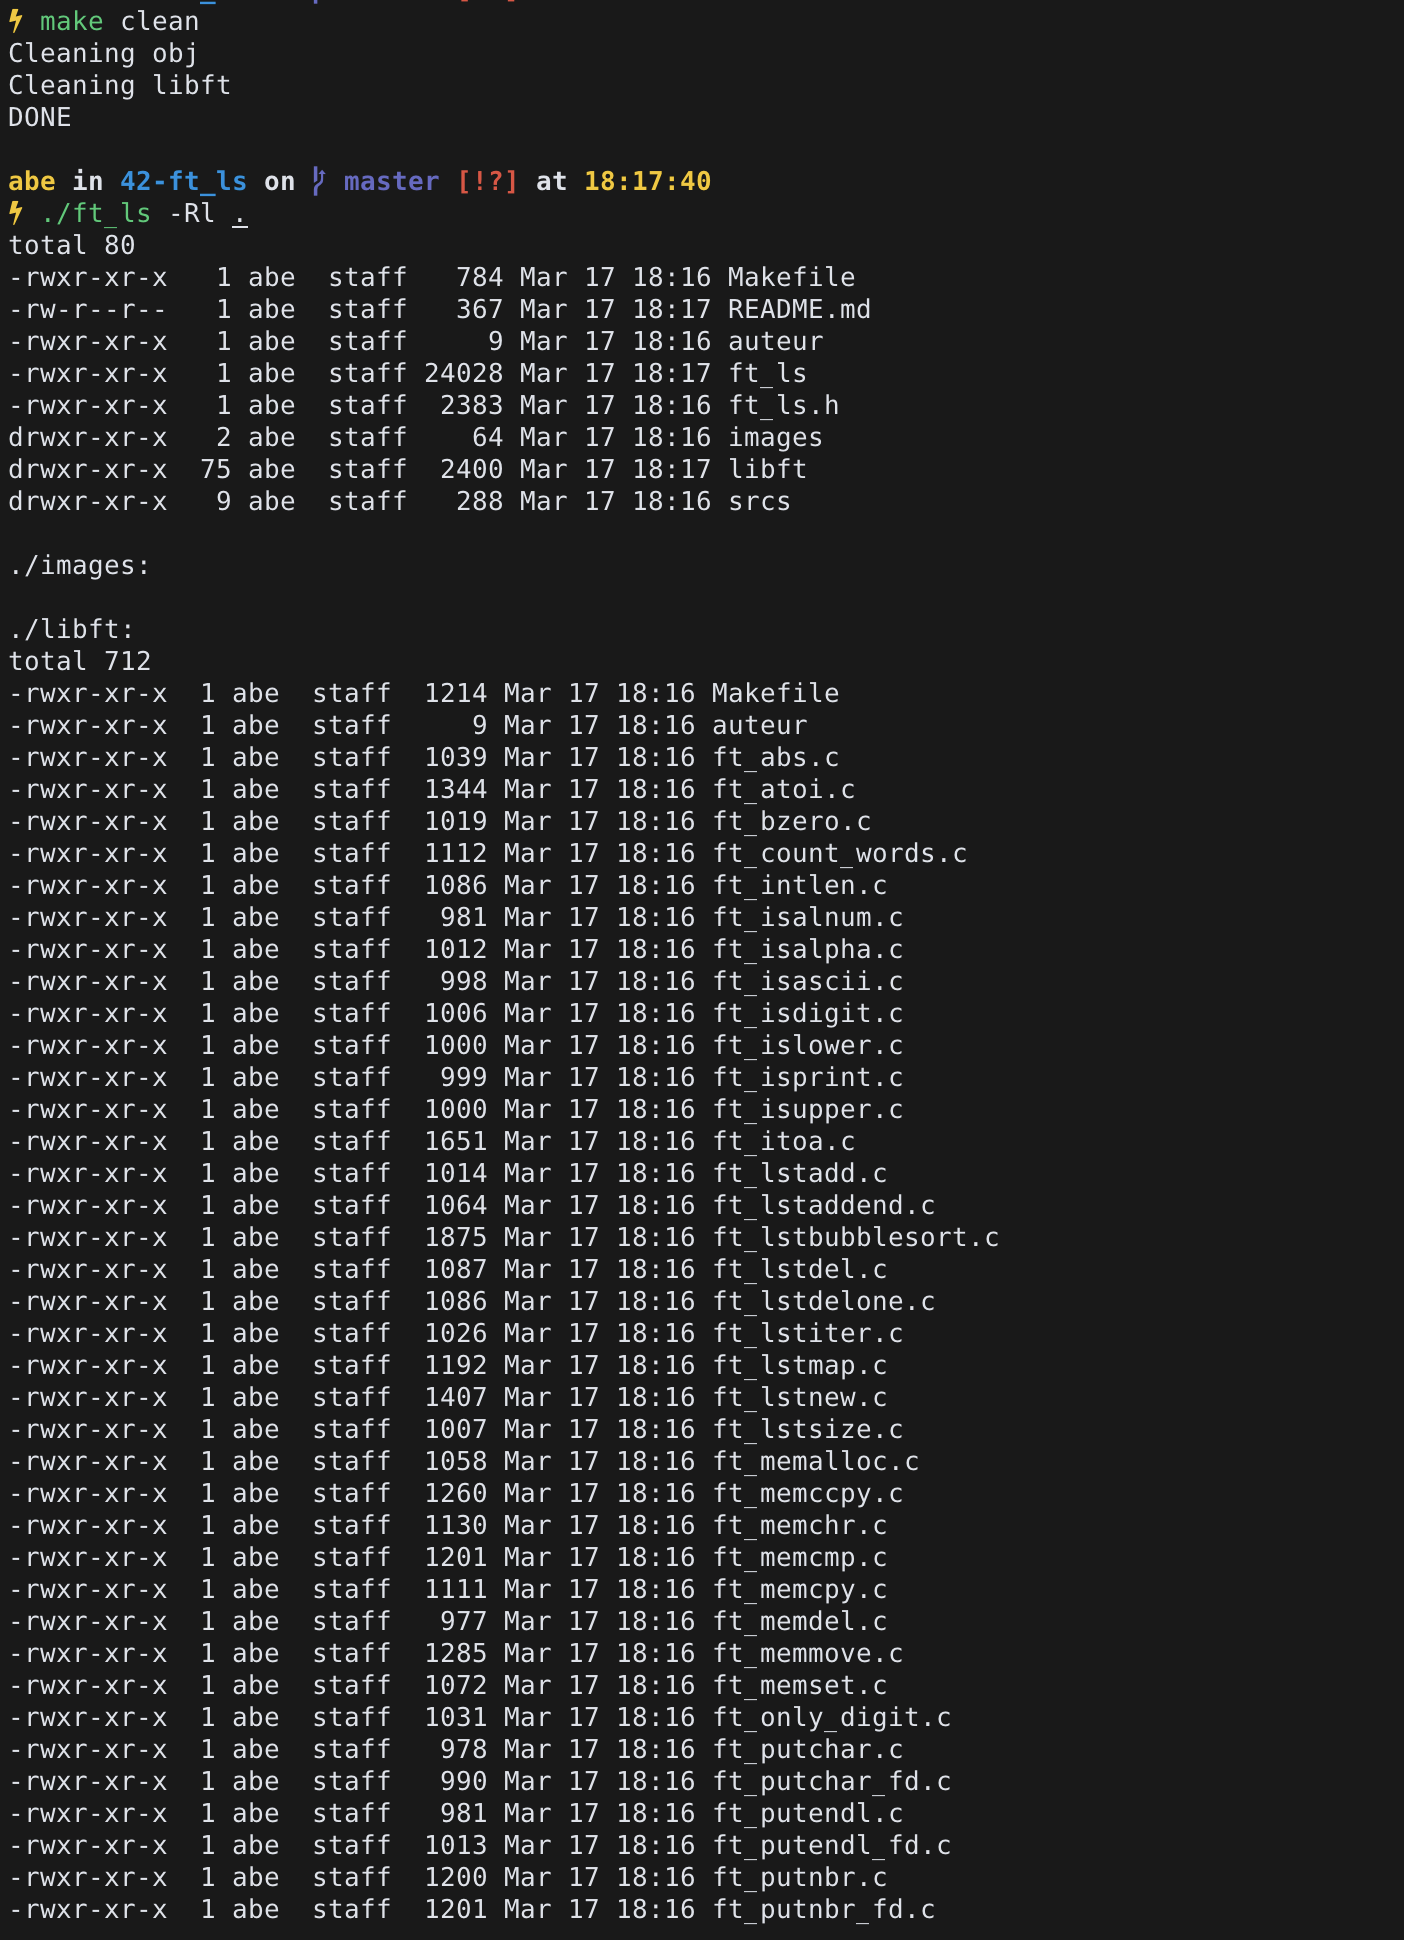 make clean
Cleaning obj
Cleaning libft
DONE

abe in 42-ft_ls on master [!?] at 18:17:40
./ft_ls -Rl .
total 80
-rwxr-xr-x   1 abe  staff   784 Mar 17 18:16 Makefile
-rw-r--r--   1 abe  staff   367 Mar 17 18:17 README.md
-rwxr-xr-x   1 abe  staff     9 Mar 17 18:16 auteur
-rwxr-xr-x   1 abe  staff 24028 Mar 17 18:17 ft_ls
-rwxr-xr-x   1 abe  staff  2383 Mar 17 18:16 ft_ls.h
drwxr-xr-x   2 abe  staff    64 Mar 17 18:16 images
drwxr-xr-x  75 abe  staff  2400 Mar 17 18:17 libft
drwxr-xr-x   9 abe  staff   288 Mar 17 18:16 srcs

./images:

./libft:
total 712
-rwxr-xr-x  1 abe  staff  1214 Mar 17 18:16 Makefile
-rwxr-xr-x  1 abe  staff     9 Mar 17 18:16 auteur
-rwxr-xr-x  1 abe  staff  1039 Mar 17 18:16 ft_abs.c
-rwxr-xr-x  1 abe  staff  1344 Mar 17 18:16 ft_atoi.c
-rwxr-xr-x  1 abe  staff  1019 Mar 17 18:16 ft_bzero.c
-rwxr-xr-x  1 abe  staff  1112 Mar 17 18:16 ft_count_words.c
-rwxr-xr-x  1 abe  staff  1086 Mar 17 18:16 ft_intlen.c
-rwxr-xr-x  1 abe  staff   981 Mar 17 18:16 ft_isalnum.c
-rwxr-xr-x  1 abe  staff  1012 Mar 17 18:16 ft_isalpha.c
-rwxr-xr-x  1 abe  staff   998 Mar 17 18:16 ft_isascii.c
-rwxr-xr-x  1 abe  staff  1006 Mar 17 18:16 ft_isdigit.c
-rwxr-xr-x  1 abe  staff  1000 Mar 17 18:16 ft_islower.c
-rwxr-xr-x  1 abe  staff   999 Mar 17 18:16 ft_isprint.c
-rwxr-xr-x  1 abe  staff  1000 Mar 17 18:16 ft_isupper.c
-rwxr-xr-x  1 abe  staff  1651 Mar 17 18:16 ft_itoa.c
-rwxr-xr-x  1 abe  staff  1014 Mar 17 18:16 ft_lstadd.c
-rwxr-xr-x  1 abe  staff  1064 Mar 17 18:16 ft_lstaddend.c
-rwxr-xr-x  1 abe  staff  1875 Mar 17 18:16 ft_lstbubblesort.c
-rwxr-xr-x  1 abe  staff  1087 Mar 17 18:16 ft_lstdel.c
-rwxr-xr-x  1 abe  staff  1086 Mar 17 18:16 ft_lstdelone.c
-rwxr-xr-x  1 abe  staff  1026 Mar 17 18:16 ft_lstiter.c
-rwxr-xr-x  1 abe  staff  1192 Mar 17 18:16 ft_lstmap.c
-rwxr-xr-x  1 abe  staff  1407 Mar 17 18:16 ft_lstnew.c
-rwxr-xr-x  1 abe  staff  1007 Mar 17 18:16 ft_lstsize.c
-rwxr-xr-x  1 abe  staff  1058 Mar 17 18:16 ft_memalloc.c
-rwxr-xr-x  1 abe  staff  1260 Mar 17 18:16 ft_memccpy.c
-rwxr-xr-x  1 abe  staff  1130 Mar 17 18:16 ft_memchr.c
-rwxr-xr-x  1 abe  staff  1201 Mar 17 18:16 ft_memcmp.c
-rwxr-xr-x  1 abe  staff  1111 Mar 17 18:16 ft_memcpy.c
-rwxr-xr-x  1 abe  staff   977 Mar 17 18:16 ft_memdel.c
-rwxr-xr-x  1 abe  staff  1285 Mar 17 18:16 ft_memmove.c
-rwxr-xr-x  1 abe  staff  1072 Mar 17 18:16 ft_memset.c
-rwxr-xr-x  1 abe  staff  1031 Mar 17 18:16 ft_only_digit.c
-rwxr-xr-x  1 abe  staff   978 Mar 17 18:16 ft_putchar.c
-rwxr-xr-x  1 abe  staff   990 Mar 17 18:16 ft_putchar_fd.c
-rwxr-xr-x  1 abe  staff   981 Mar 17 18:16 ft_putendl.c
-rwxr-xr-x  1 abe  staff  1013 Mar 17 18:16 ft_putendl_fd.c
-rwxr-xr-x  1 abe  staff  1200 Mar 17 18:16 ft_putnbr.c
-rwxr-xr-x  1 abe  staff  1201 Mar 17 18:16 ft_putnbr_fd.c